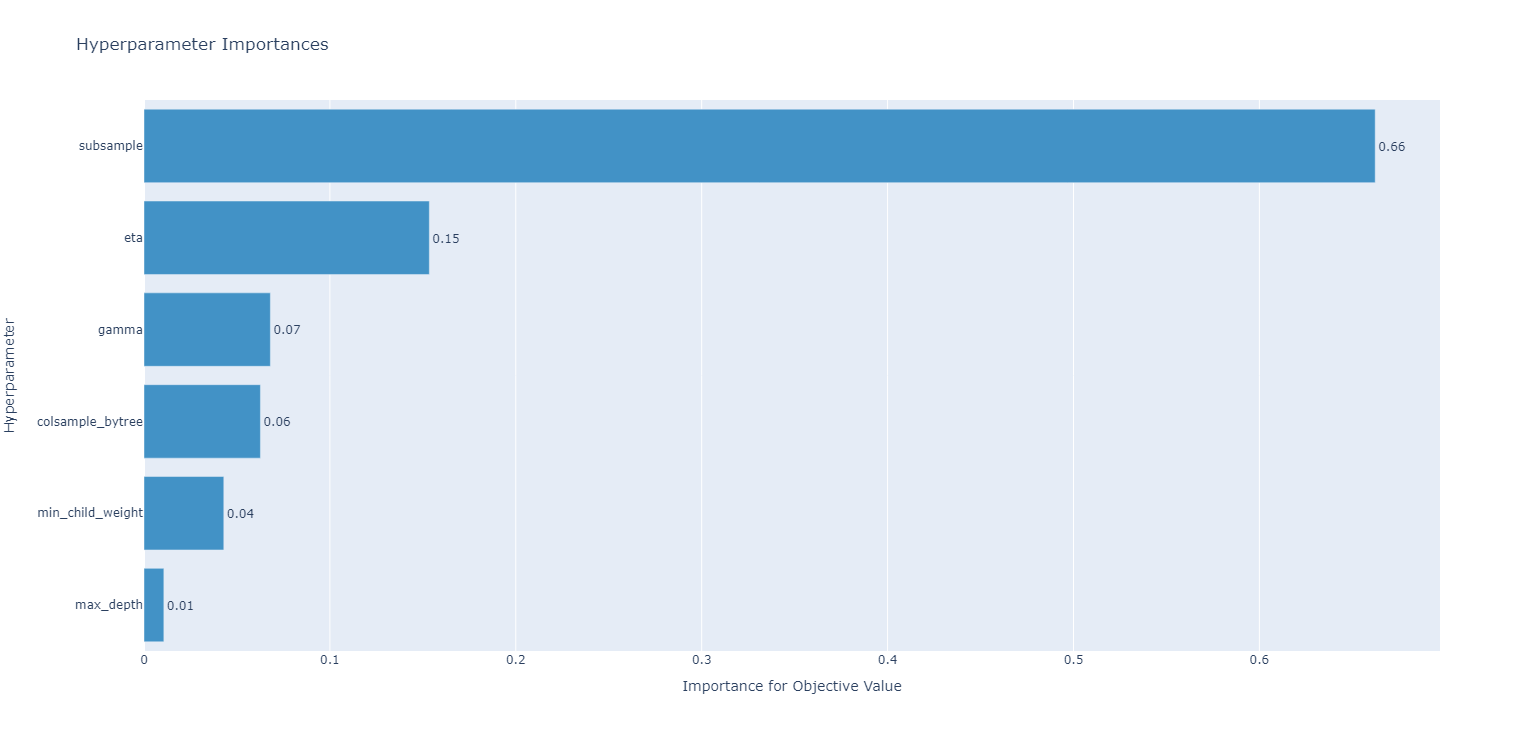 Hyperparameter Importances
Hyperparameter
subsample
0.66
eta
0.15
gamma
0.07
colsample_bytree
0.06
min_child_weight
0.04
max_depth
0.01
0
0.1
0.2
0.3
0.4
0.5
0.6
Importance for Objective Value